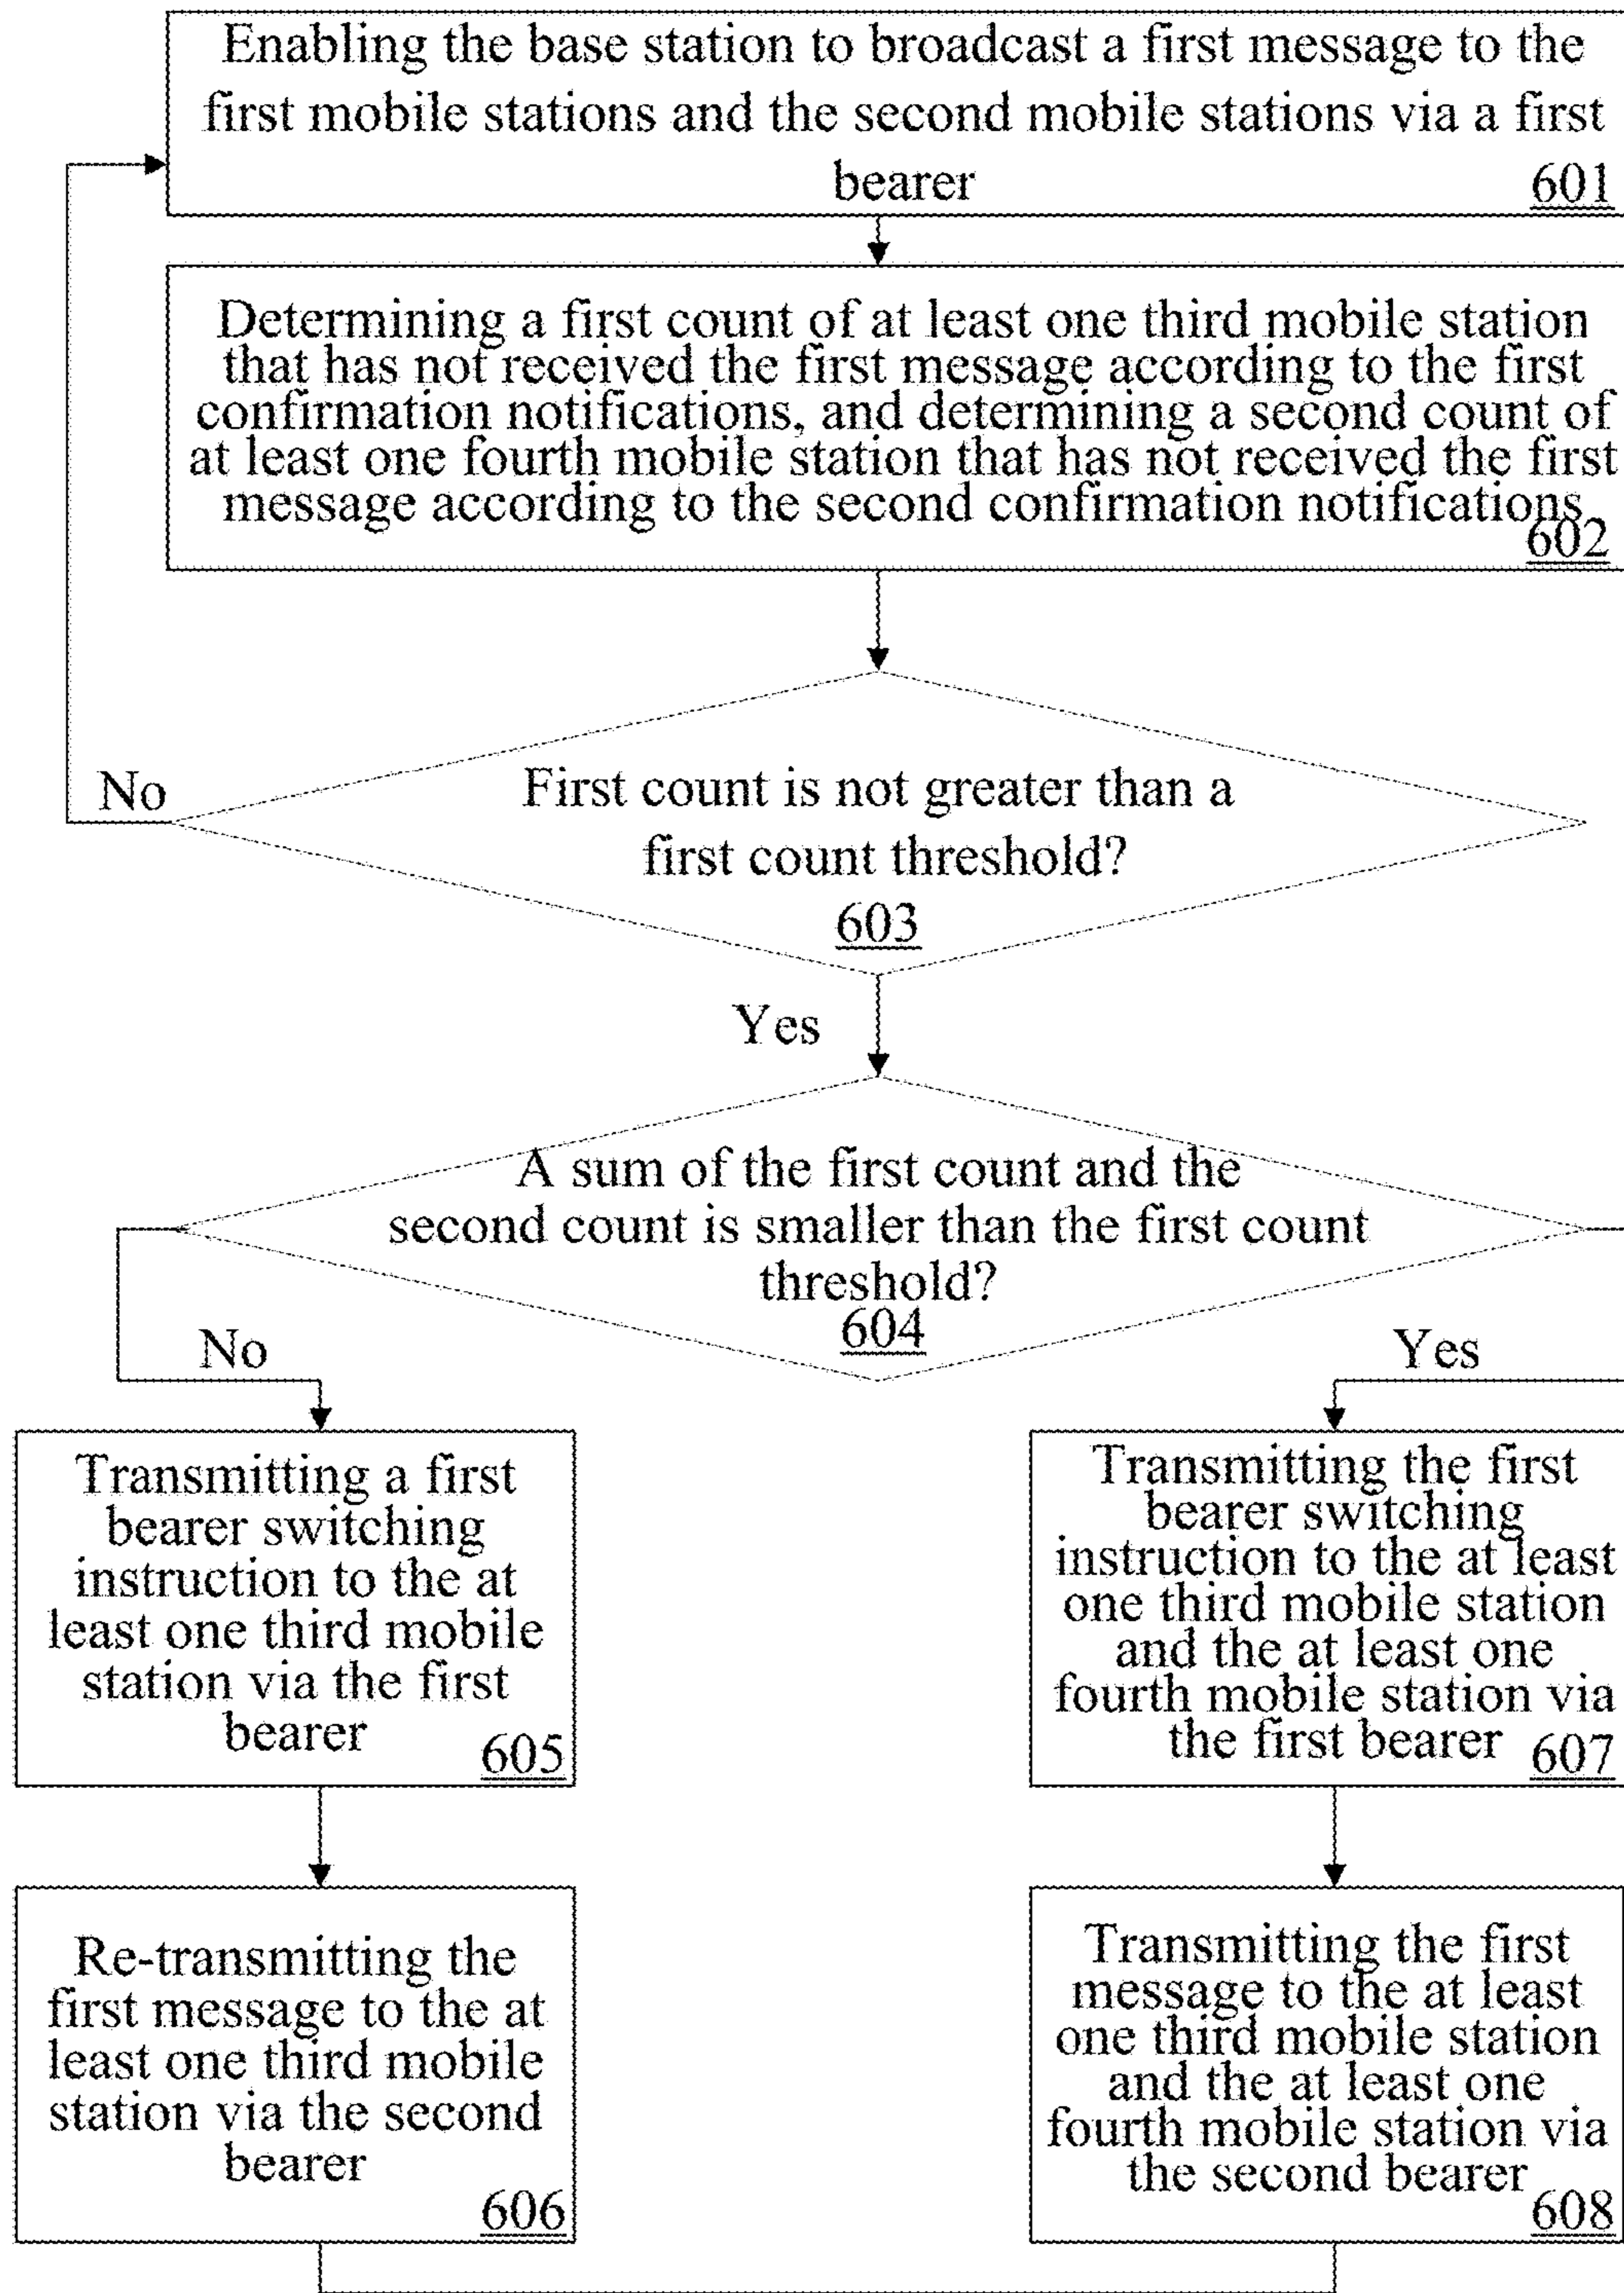 Enabling the base station to broadcast a first message to the
first mobile stations and the second mobile stations via a first
bearer
601
Determining a first count of at least one third mobile station
that has not received the first message according to the first
confirmation notifications, and determining a second count of
at least one fourth mobile station that has not received the first
message according to the second confirmation notifications
602
No
First count is not greater than a
first count threshold?
603
Yes
A sum of the first count and the
second count is smaller than the first count
threshold?
604
No
Yes
Transmitting a first
bearer switching
instruction to the at
least one third mobile
station via the first
bearer
605
Transmitting the first
bearer switching
instruction to the at least
one third mobile station
and the at least one
fourth mobile station via
the first bearer
607
Re-transmitting the
first message to the at
least one third mobile
station via the second
bearer
606
Transmitting the first
message to the at least
one third mobile station
and the at least one
fourth mobile station via
the second bearer
608